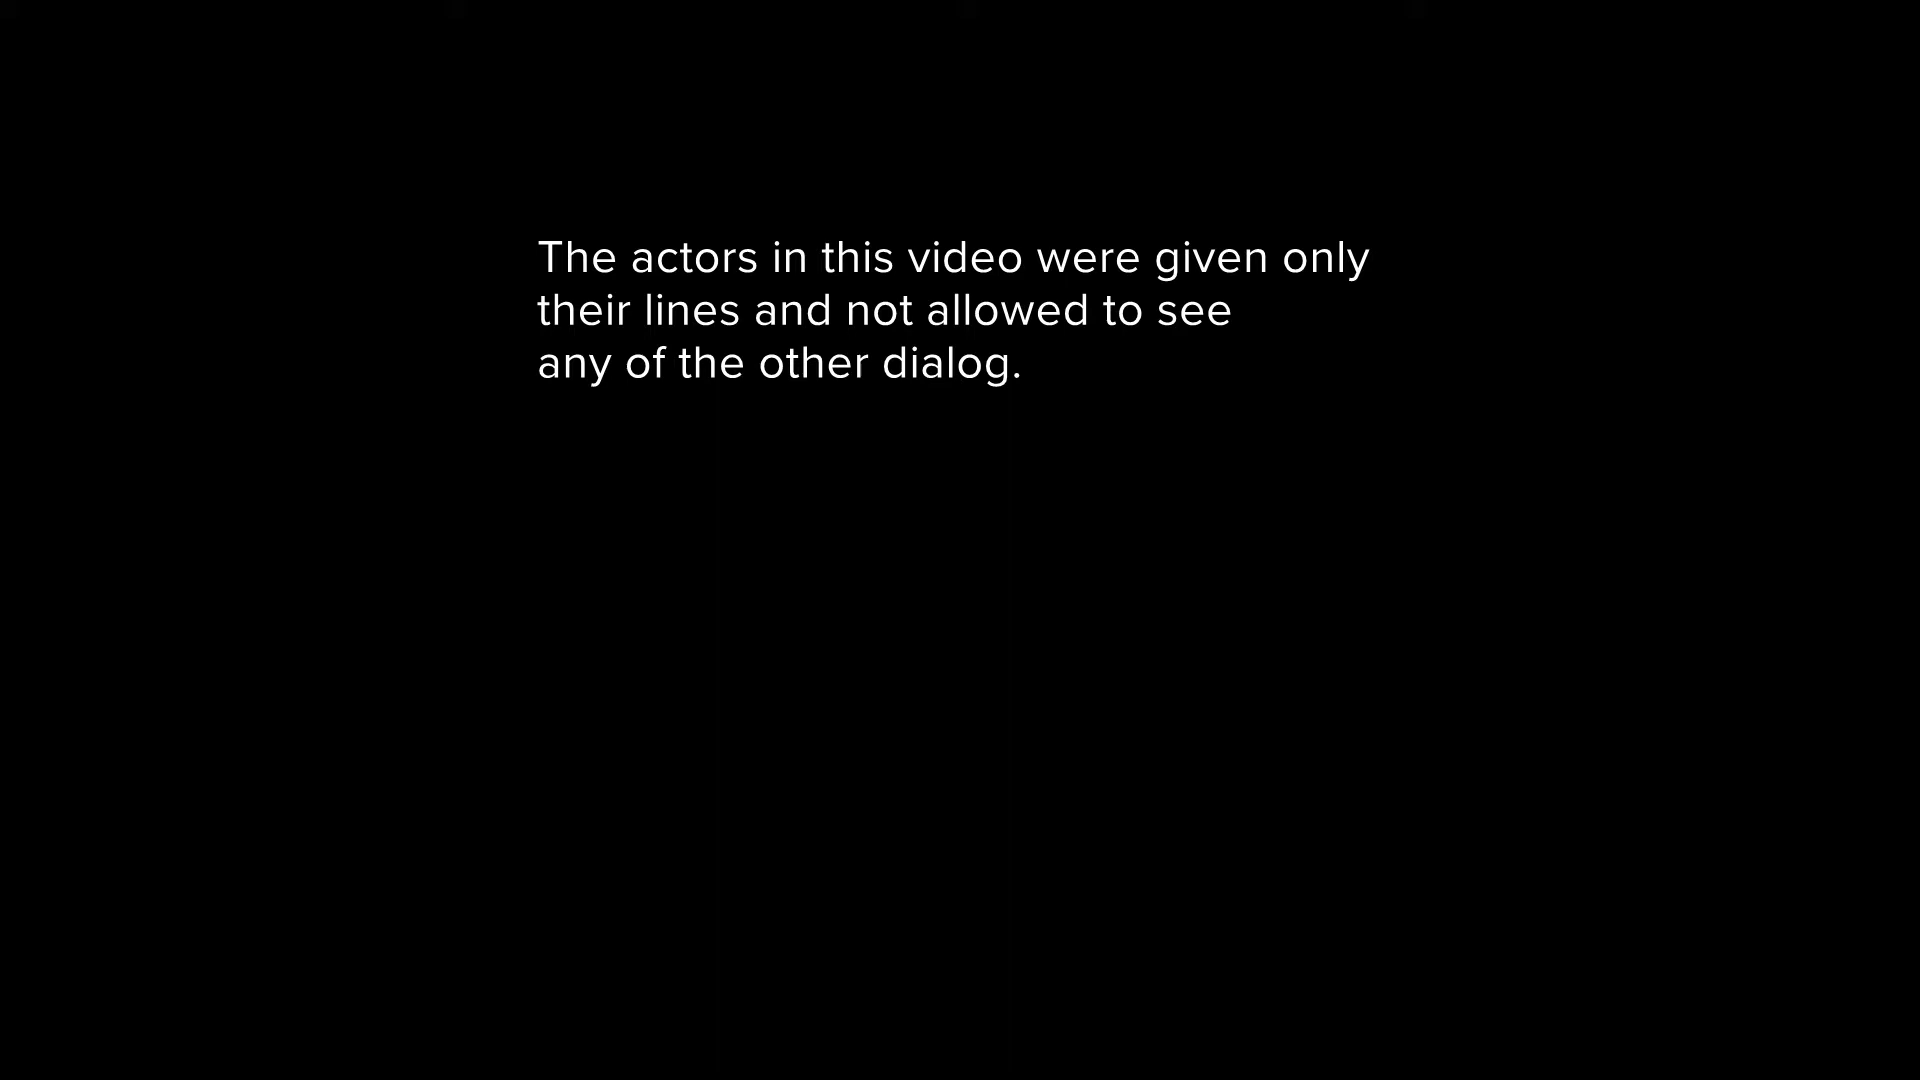 The actors in this video were given only
their lines and not allowed to see
any of the other dialog.